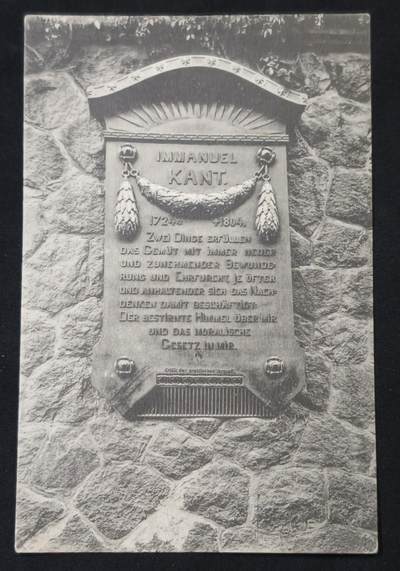 IMMANUEL
KANT.
1724 + 1804.
ZWEI DINGE ERFÜLLEN
DAS GEMÜT MIT IMMER NEUER
UND ZUNEHMENDER BEWUNDE-
RUNG UND EHRFURCHT JE ÖFTER
UND ANHALTENDER SICH DAS NACH-
DENKEN DAMIT BESCHÄFTIGT:
DER BESTIRNTE HIMMEL ÜBER MIR
UND DAS MORALISCHE
GESETZ IN MIR.